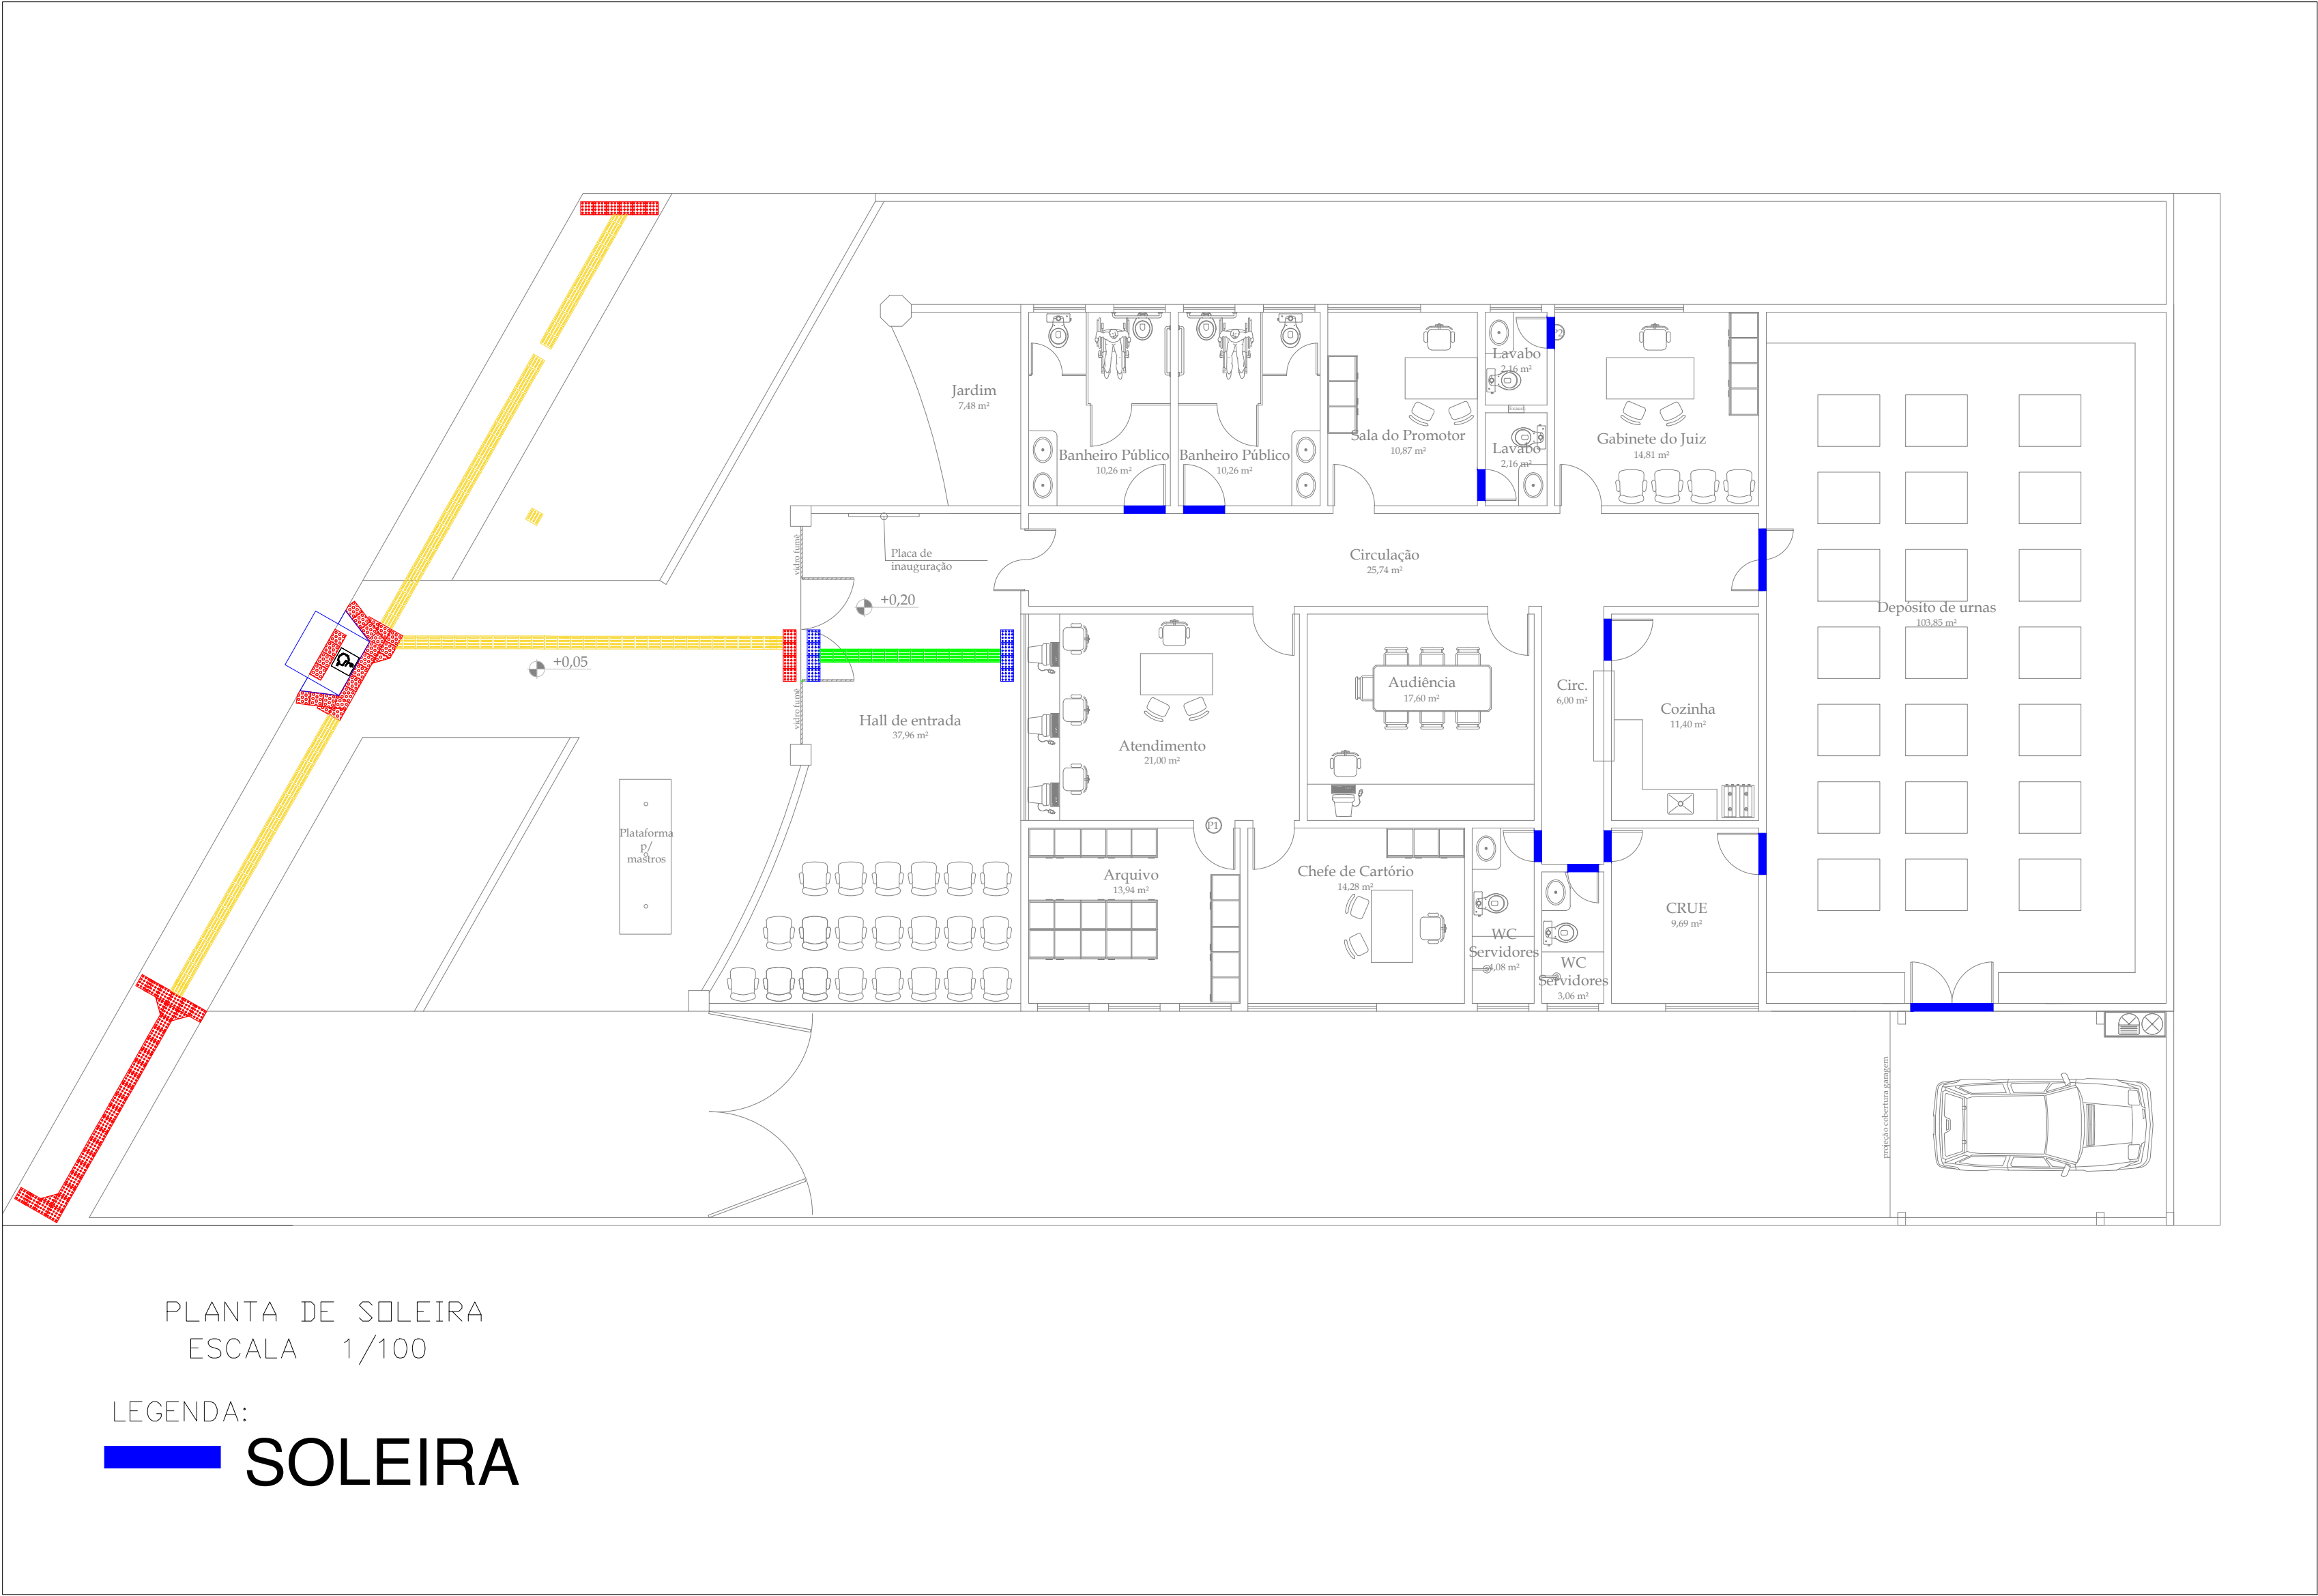 Jardim
7,48 m²
Banheiro Público
10,26 m²
Banheiro Público
10,26 m²
Sala do Promotor
10,87 m²
Lavabo
2,16 m²
Lavabo
2,16 m²
P2
Gabinete do Juiz
14,81 m²
vidro fumê
Placa de
inauguração
+0,20
Circulação
25,74 m²
Depósito de urnas
103,85 m²
+0,05
vidro fumê
Hall de entrada
37,96 m²
Atendimento
21,00 m²
Audiência
17,60 m²
Circ.
6,00 m²
Cozinha
11,40 m²
Plataforma
p/
mastros
P1
Arquivo
13,94 m²
Chefe de Cartório
14,28 m²
WC
Servidores
4,08 m²
WC
Servidores
3,06 m²
CRUE
9,69 m²
projeção cobertura garagem
PLANTA DE SOLEIRA
ESCALA 1/100
LEGENDA:
SOLEIRA